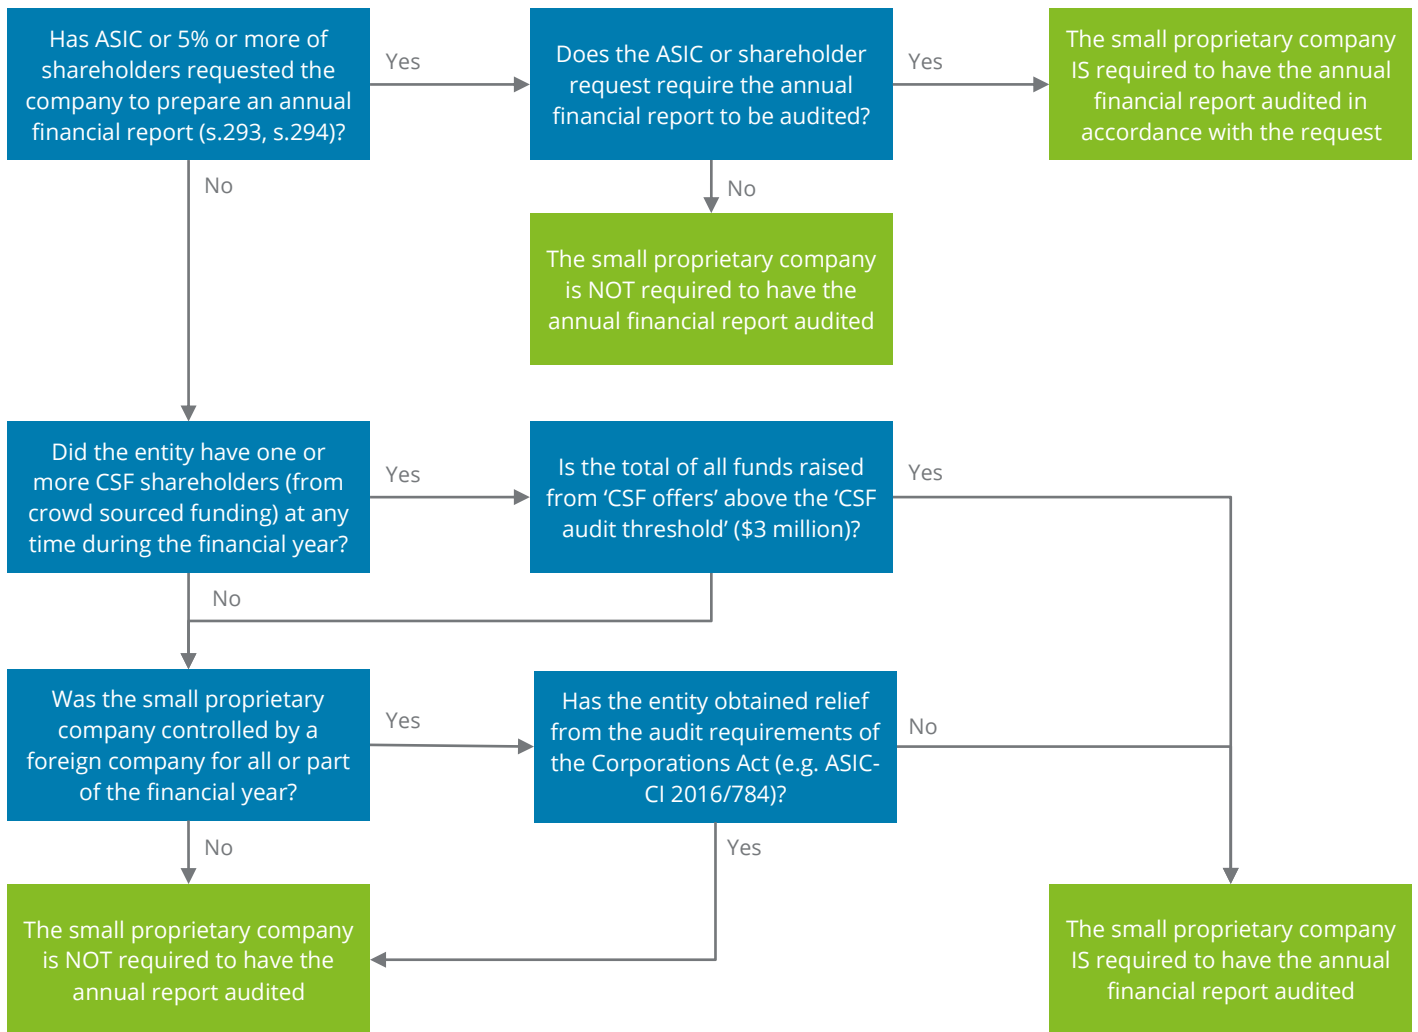 Has ASIC or 5% or more of
shareholders requested the
company to prepare an annual
financial report (s.293, s.294)?
Yes
Does the ASIC or shareholder
request require the annual
financial report to be audited?
Yes
The small proprietary company
IS required to have the annual
financial report audited in
accordance with the request
No
No
The small proprietary company
is NOT required to have the
annual financial report audited
Did the entity have one or
more CSF shareholders (from
crowd sourced funding) at any
time during the financial year?
Yes
Is the total of all funds raised
from ‘CSF offers’ above the ‘CSF
audit threshold’ ($3 million)?
Yes
No
Was the small proprietary
company controlled by a
foreign company for all or part
of the financial year?
Yes
Has the entity obtained relief
from the audit requirements of
the Corporations Act (e.g. ASIC-
CI 2016/784)?
No
No
Yes
The small proprietary company
is NOT required to have the
annual report audited
The small proprietary company
IS required to have the annual
financial report audited